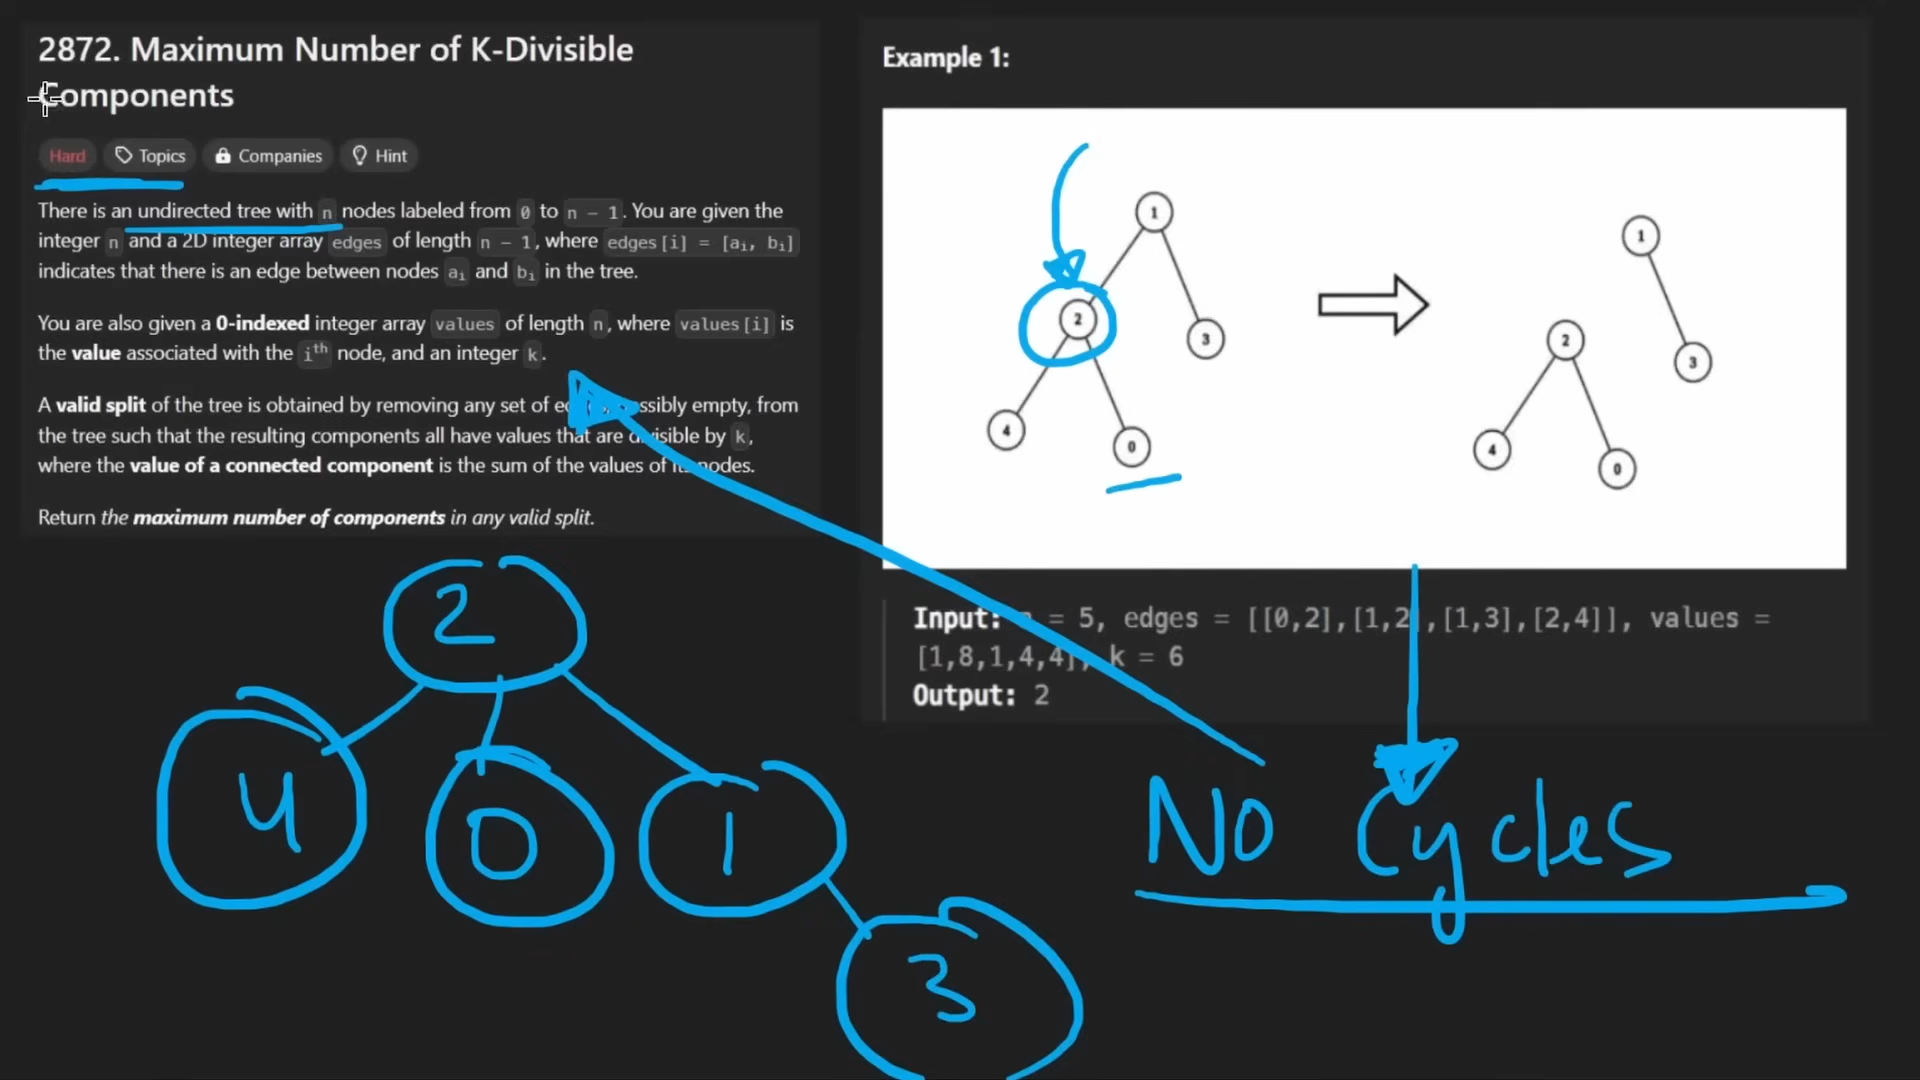 2872. Maximum Number of K-Divisible
Components
Hard Topics Companies Hint
There is an undirected tree with n nodes labeled from 0 to n - 1. You are given the
integer n and a 2D integer array edges of length n - 1, where edges[i] = [aᵢ, bᵢ]
indicates that there is an edge between nodes aᵢ and bᵢ in the tree.
You are also given a 0-indexed integer array values of length n, where values[i] is
the value associated with the iᵗʰ node, and an integer k.
A valid split of the tree is obtained by removing any set of possibly empty, from
the tree such that the resulting components all have values that are divisible by k,
where the value of a connected component is the sum of the values of its nodes.
Return the maximum number of components in any valid split.
Example 1:
1
2
3
4
0
1
2
3
4
0
Input: = 5, edges = [[0,2],[1,2],[1,3],[2,4]], values =
[1,8,1,4,4], k = 6
Output: 2
2
4
0
1
3
No Cycles